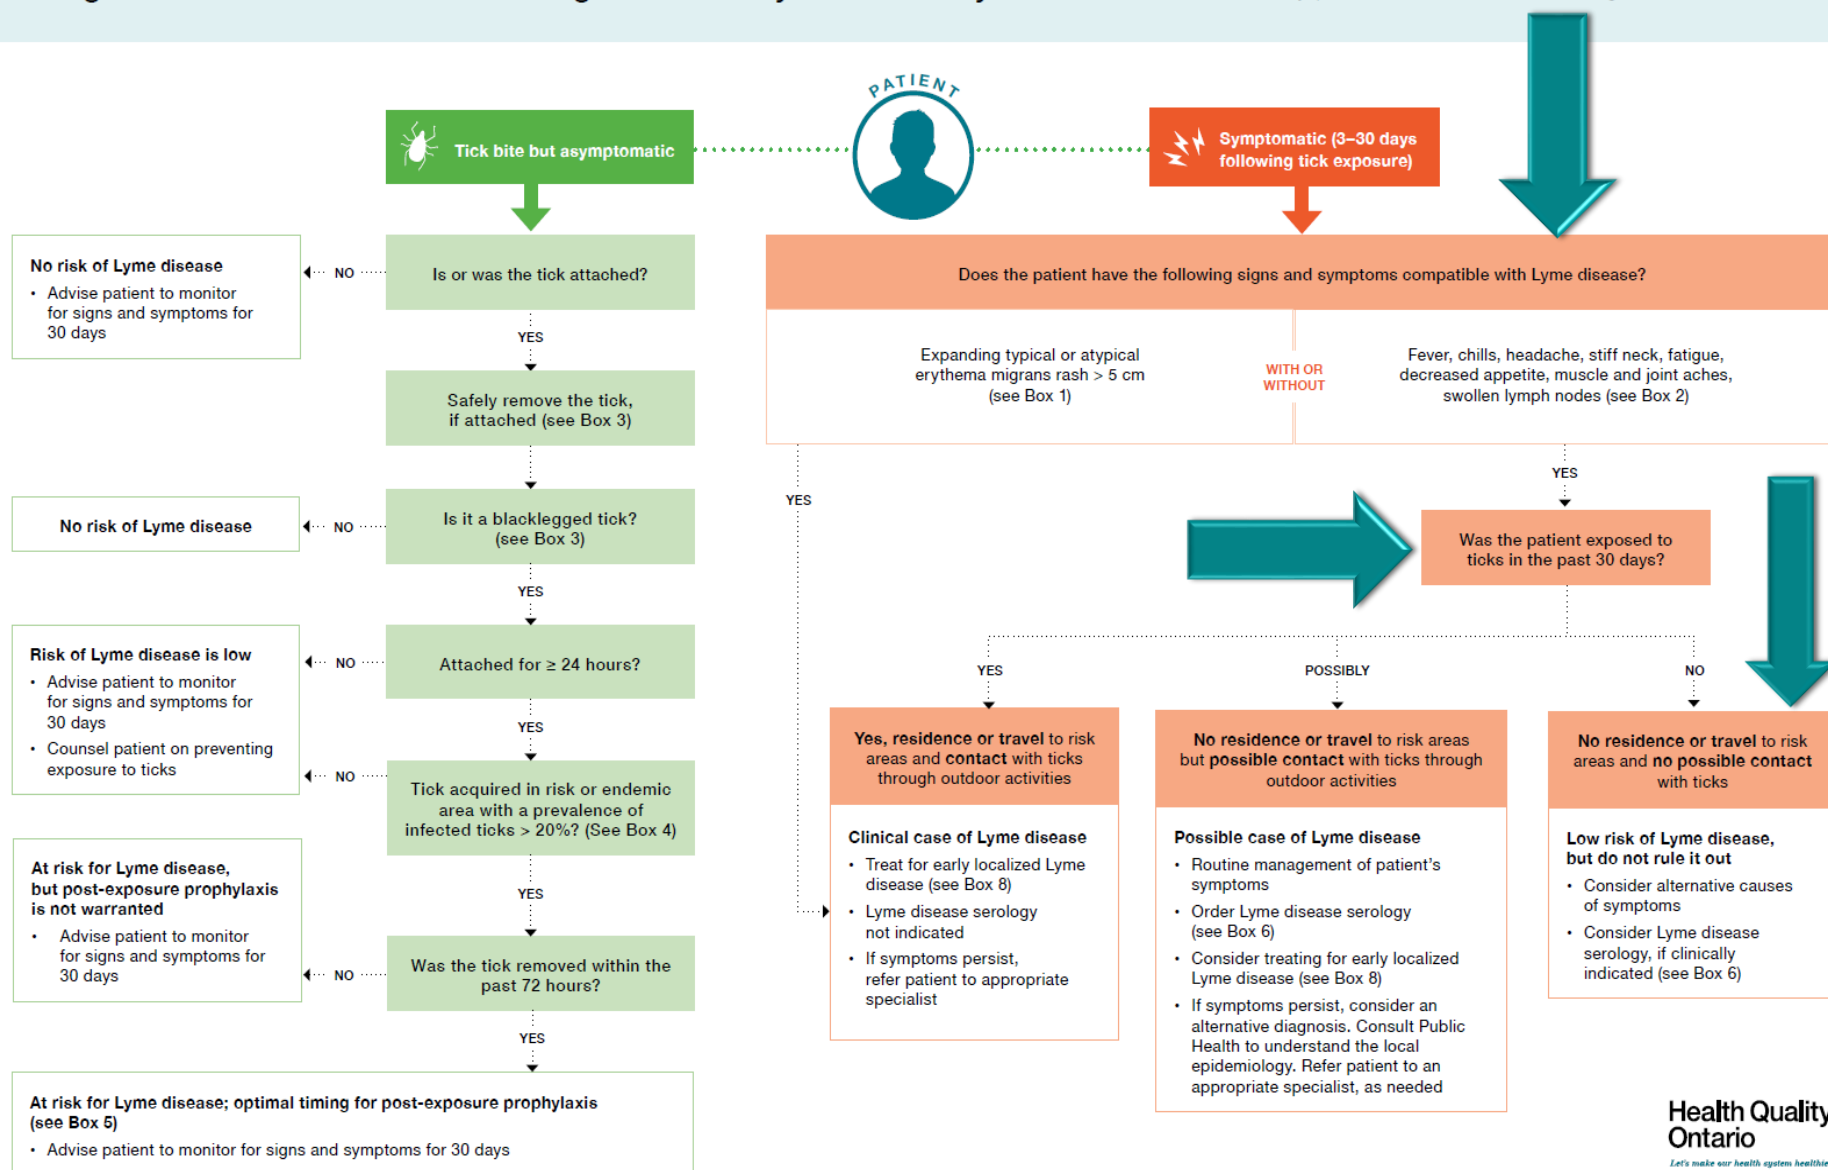 PATIENT
Tick bite but asymptomatic
Symptomatic (3–30 days
following tick exposure)
No risk of Lyme disease
• Advise patient to monitor
for signs and symptoms for
30 days
NO
Is or was the tick attached?
YES
Safely remove the tick,
if attached (see Box 3)
No risk of Lyme disease
NO
Is it a blacklegged tick?
(see Box 3)
YES
Risk of Lyme disease is low
• Advise patient to monitor
for signs and symptoms for
30 days
• Counsel patient on preventing
exposure to ticks
NO
Attached for ≥ 24 hours?
YES
NO
Tick acquired in risk or endemic
area with a prevalence of
infected ticks > 20%? (See Box 4)
YES
At risk for Lyme disease,
but post-exposure prophylaxis
is not warranted
• Advise patient to monitor
for signs and symptoms for
30 days
NO
Was the tick removed within the
past 72 hours?
YES
At risk for Lyme disease; optimal timing for post-exposure prophylaxis
(see Box 5)
• Advise patient to monitor for signs and symptoms for 30 days
Does the patient have the following signs and symptoms compatible with Lyme disease?
Expanding typical or atypical
erythema migrans rash > 5 cm
(see Box 1)
WITH OR
WITHOUT
Fever, chills, headache, stiff neck, fatigue,
decreased appetite, muscle and joint aches,
swollen lymph nodes (see Box 2)
YES
YES
Was the patient exposed to
ticks in the past 30 days?
YES
POSSIBLY
NO
Yes, residence or travel to risk
areas and contact with ticks
through outdoor activities
Clinical case of Lyme disease
• Treat for early localized Lyme
disease (see Box 8)
• Lyme disease serology
not indicated
• If symptoms persist,
refer patient to appropriate
specialist
No residence or travel to risk areas
but possible contact with ticks through
outdoor activities
Possible case of Lyme disease
• Routine management of patient's
symptoms
• Order Lyme disease serology
(see Box 6)
• Consider treating for early localized
Lyme disease (see Box 8)
• If symptoms persist, consider an
alternative diagnosis. Consult Public
Health to understand the local
epidemiology. Refer patient to an
appropriate specialist, as needed
No residence or travel to risk
areas and no possible contact
with ticks
Low risk of Lyme disease,
but do not rule it out
• Consider alternative causes
of symptoms
• Consider Lyme disease
serology, if clinically
indicated (see Box 6)
Health Quality
Ontario
Let's make our health system healthie